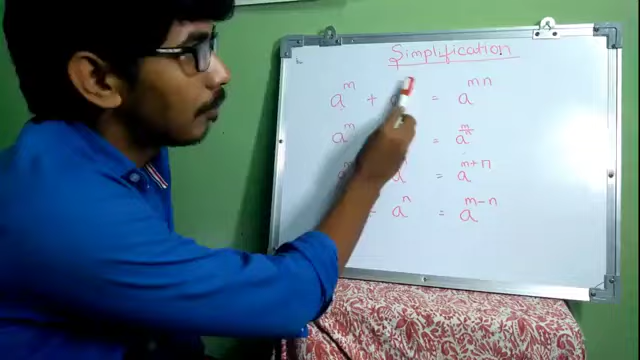 Simplification
a^m + a = a^{mn}
a^m = a^{m/n}
a^m a^n = a^{m+n}
- a^n = a^{m-n}